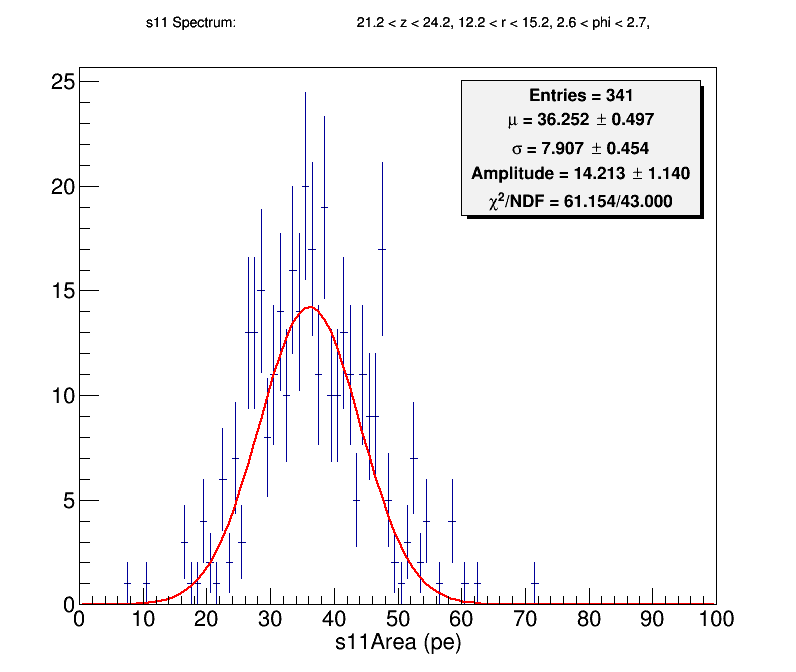 s11 Spectrum: 21.2 < z < 24.2, 12.2 < r < 15.2, 2.6 < phi < 2.7,
Entries = 341
μ = 36.252 ± 0.497
σ = 7.907 ± 0.454
Amplitude = 14.213 ± 1.140
χ²/NDF = 61.154/43.000
25
20
15
10
5
0
0 10 20 30 40 50 60 70 80 90 100
s11Area (pe)